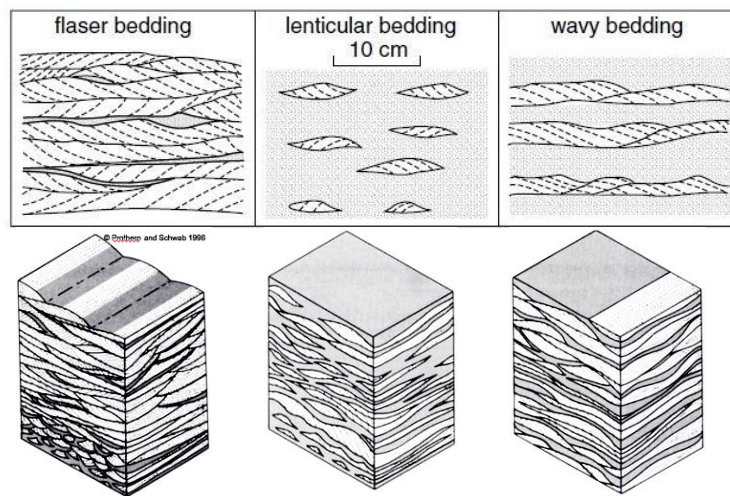 flaser bedding
lenticular bedding
10 cm
wavy bedding
© Prothero and Schwab 1996